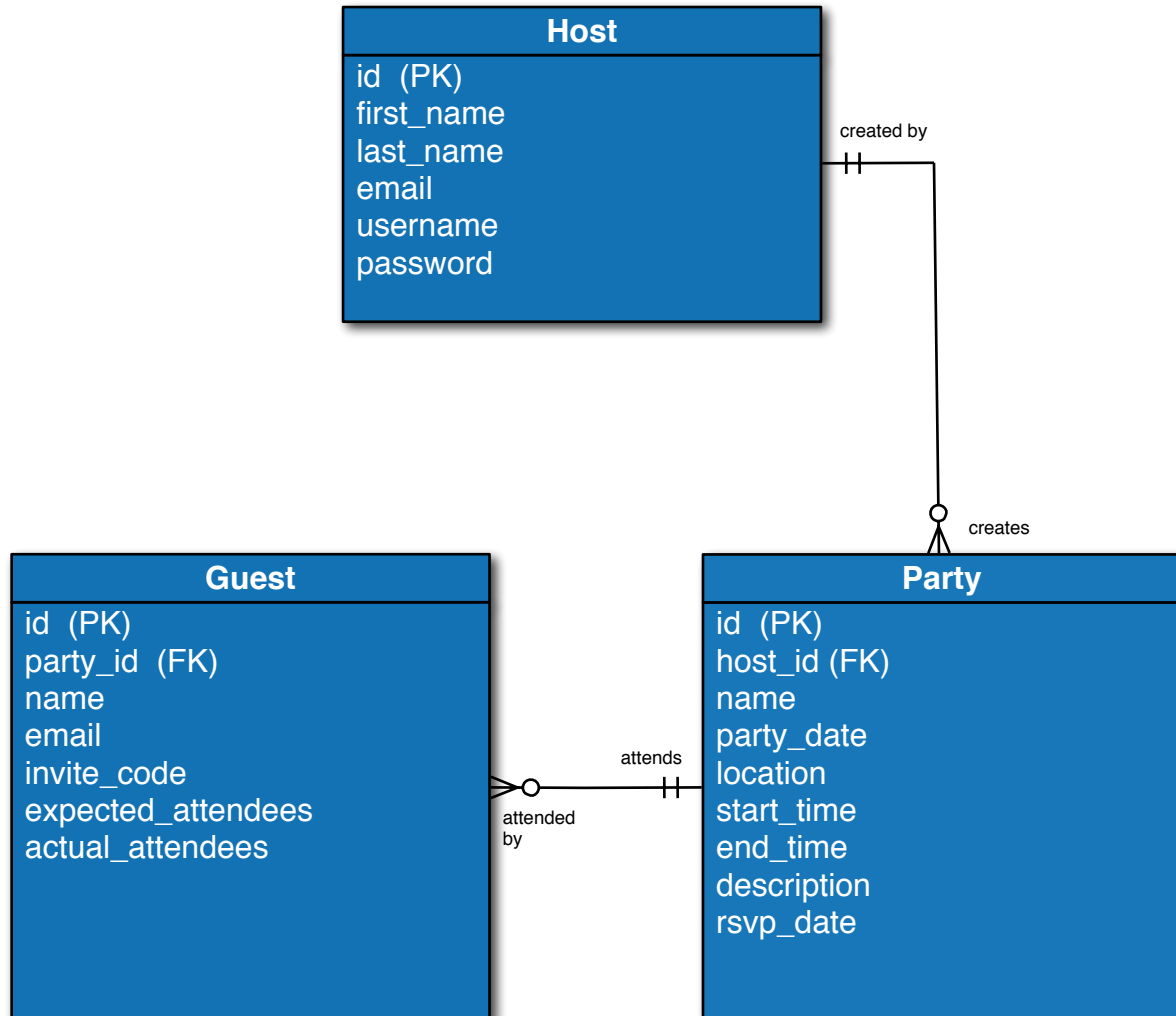 Host
id (PK)
first_name
last_name
email
username
password
created by
creates
Guest
id (PK)
party_id (FK)
name
email
invite_code
expected_attendees
actual_attendees
attended
by
attends
Party
id (PK)
host_id (FK)
name
party_date
location
start_time
end_time
description
rsvp_date